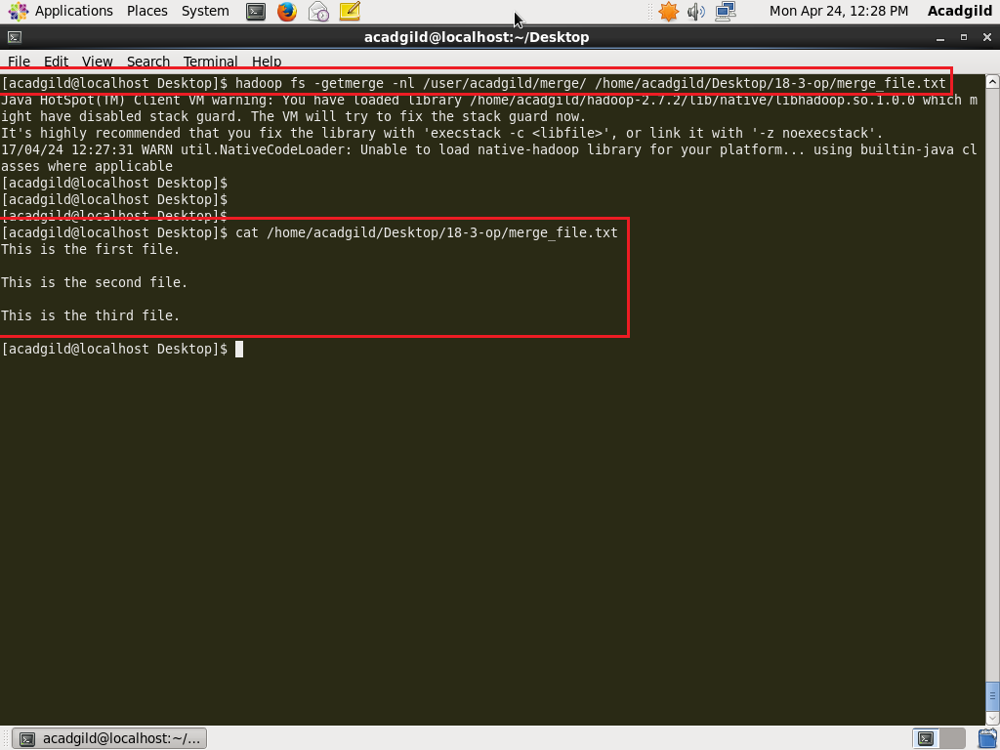 Applications Places System Mon Apr 24, 12:28 PM Acadgild
acadgild@localhost:~/Desktop
File Edit View Search Terminal Help
[acadgild@localhost Desktop]$ hadoop fs -getmerge -nl /user/acadgild/merge/ /home/acadgild/Desktop/18-3-op/merge_file.txt
Java HotSpot(TM) Client VM warning: You have loaded library /home/acadgild/hadoop-2.7.2/lib/native/libhadoop.so.1.0.0 which m
ight have disabled stack guard. The VM will try to fix the stack guard now.
It's highly recommended that you fix the library with 'execstack -c <libfile>', or link it with '-z noexecstack'.
17/04/24 12:27:31 WARN util.NativeCodeLoader: Unable to load native-hadoop library for your platform... using builtin-java cl
asses where applicable
[acadgild@localhost Desktop]$
[acadgild@localhost Desktop]$
[acadgild@localhost Desktop]$
[acadgild@localhost Desktop]$ cat /home/acadgild/Desktop/18-3-op/merge_file.txt
This is the first file.
This is the second file.
This is the third file.
[acadgild@localhost Desktop]$
acadgild@localhost:~/...